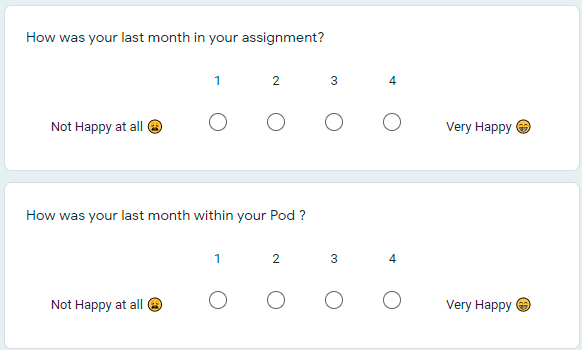 How was your last month in your assignment?
1 2 3 4
Not Happy at all 😩 Very Happy 😁
How was your last month within your Pod ?
1 2 3 4
Not Happy at all 😩 Very Happy 😁